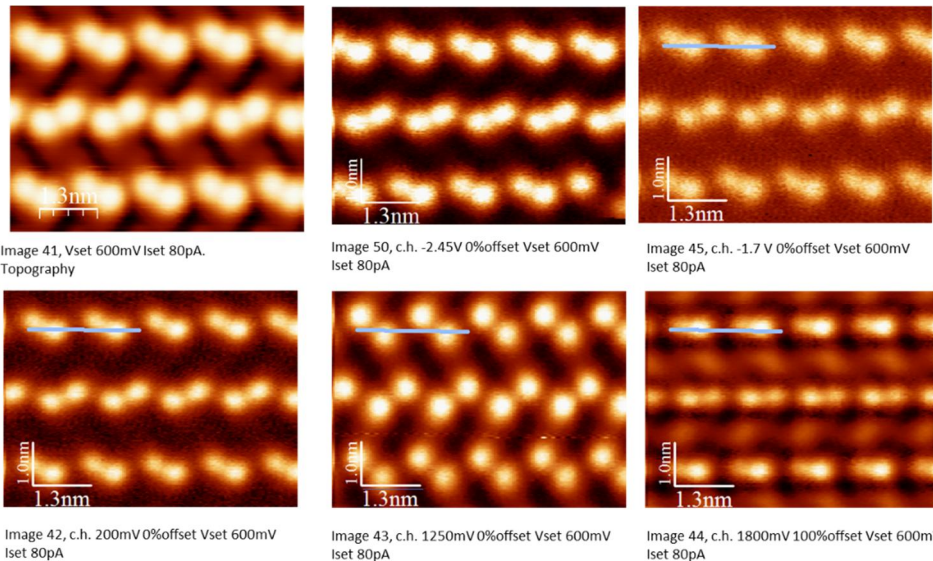 1.3nm
1.3nm
1.0nm
1.3nm
Image 41, Vset 600mV Iset 80pA.
Topography
Image 50, c.h. -2.45V 0%offset Vset 600mV
Iset 80pA
Image 45, c.h. -1.7 V 0%offset Vset 600mV
Iset 80pA
1.0nm
1.3nm
1.0nm
1.3nm
1.0nm
1.3nm
Image 42, c.h. 200mV 0%offset Vset 600mV
Iset 80pA
Image 43, c.h. 1250mV 0%offset Vset 600mV
Iset 80pA
Image 44, c.h. 1800mV 100%offset Vset 600m
Iset 80pA